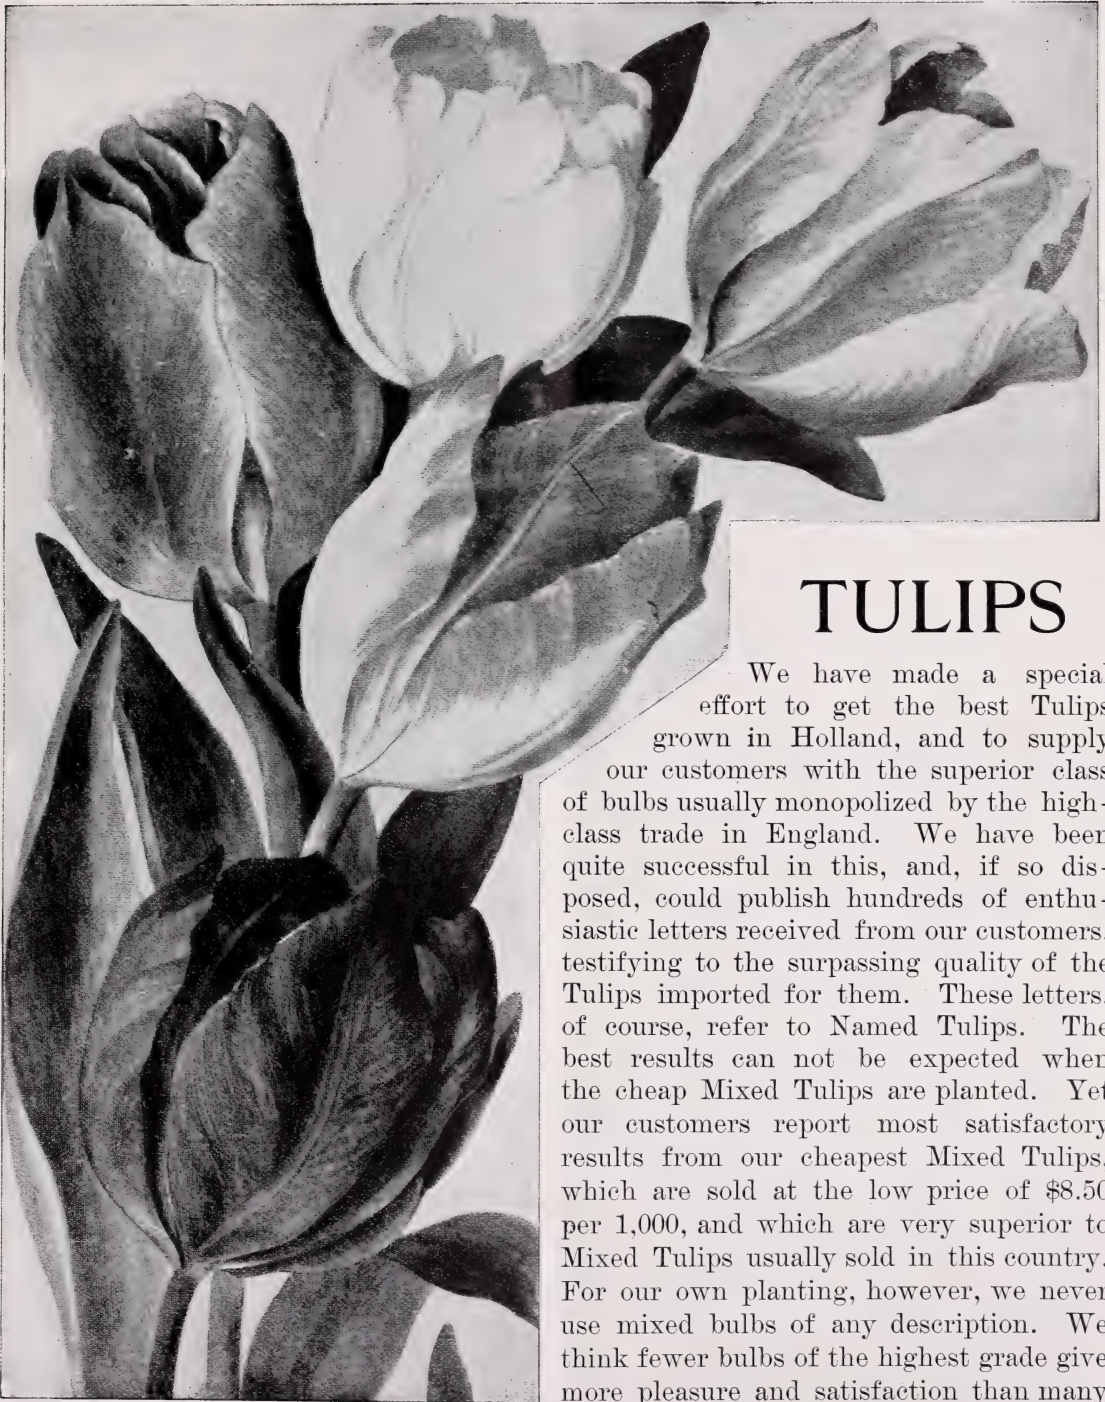 TULIPS
We have made a special
effort to get the best Tulips
grown in Holland, and to supply
our customers with the superior class
of bulbs usually monopolized by the high-
class trade in England. We have been
quite successful in this, and, if so dis-
posed, could publish hundreds of enthu-
siastic letters received from our customers,
testifying to the surpassing quality of the
Tulips imported for them. These letters,
of course, refer to Named Tulips. The
best results can not be expected when
the cheap Mixed Tulips are planted. Yet
our customers report most satisfactory
results from our cheapest Mixed Tulips,
which are sold at the low price of $8.50
per 1,000, and which are very superior to
Mixed Tulips usually sold in this country.
For our own planting, however, we never
use mixed bulbs of any description. We
think fewer bulbs of the highest grade give
more pleasure and satisfaction than many